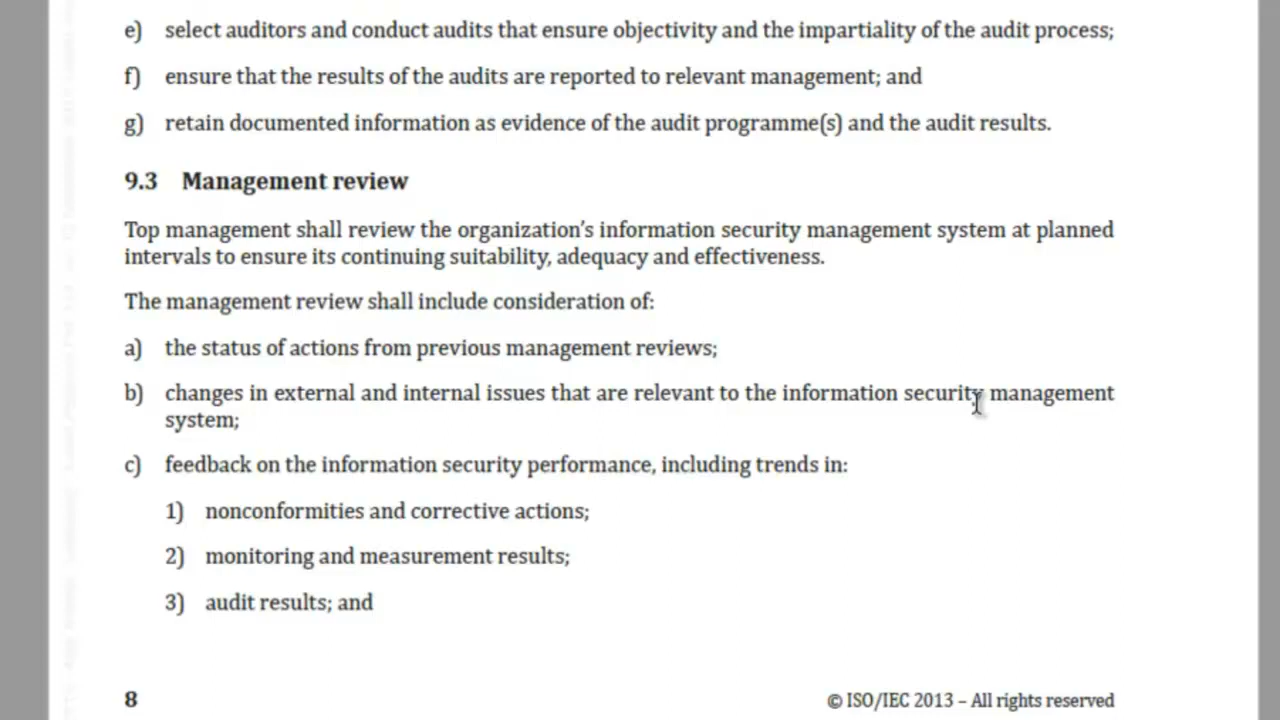 e) select auditors and conduct audits that ensure objectivity and the impartiality of the audit process;
f) ensure that the results of the audits are reported to relevant management; and
g) retain documented information as evidence of the audit programme(s) and the audit results.
9.3 Management review
Top management shall review the organization's information security management system at planned
intervals to ensure its continuing suitability, adequacy and effectiveness.
The management review shall include consideration of:
a) the status of actions from previous management reviews;
b) changes in external and internal issues that are relevant to the information security management
system;
c) feedback on the information security performance, including trends in:
1) nonconformities and corrective actions;
2) monitoring and measurement results;
3) audit results; and
8 © ISO/IEC 2013 – All rights reserved